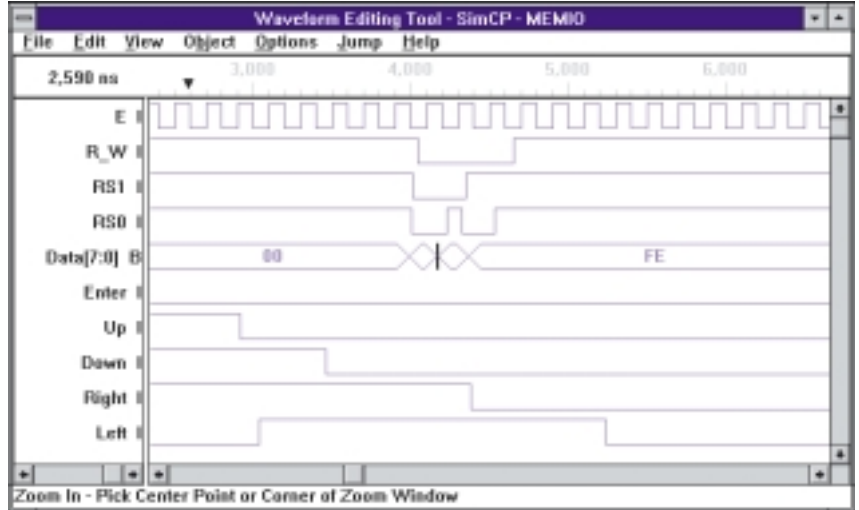 Waveform Editing Tool - SimCP - MEMIO
File Edit View Object Options Jump Help
2,590 ns 3.000 4.000 5.000 6.000
E I
R_W I
RS1 I
RS0 I
Data[7:0] B 00 FE
Enter I
Up I
Down I
Right I
Left I
Zoom In - Pick Center Point or Corner of Zoom Window